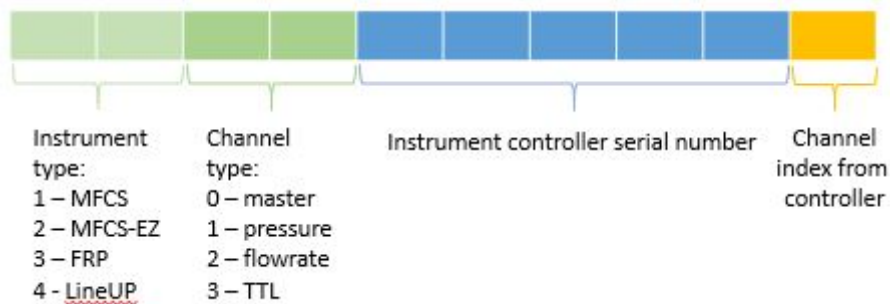 Instrument
type:
1 – MFCS
2 – MFCS-EZ
3 – FRP
4 - LineUP
Channel
type:
0 – master
1 – pressure
2 – flowrate
3 – TTL
Instrument controller serial number
Channel
index from
controller